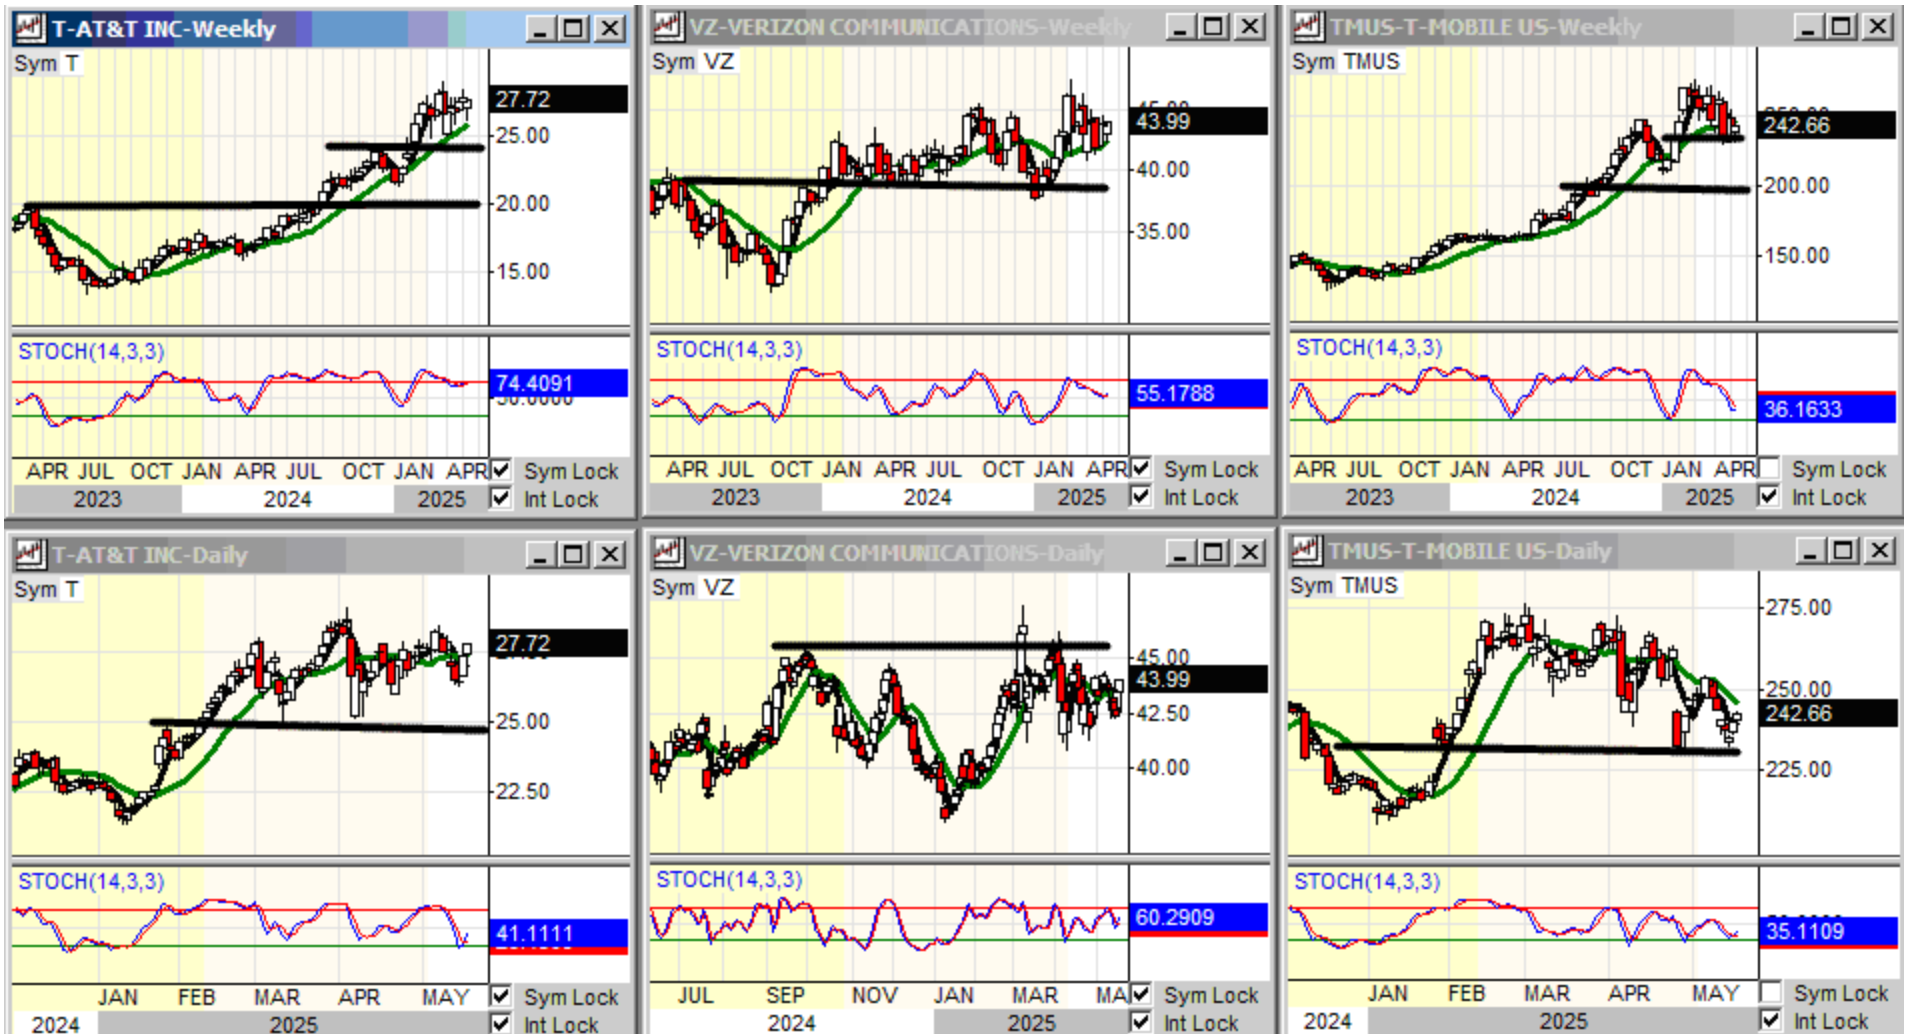 T-AT&T INC-Weekly
Sym T
27.72
25.00
20.00
15.00
STOCH(14,3,3)
74.4091
APR JUL OCT JAN APR JUL OCT JAN APR
Sym Lock
2023 2024 2025
Int Lock
VZ-VERIZON COMMUNICATIONS-Weekly
Sym VZ
45.00
43.99
40.00
35.00
STOCH(14,3,3)
55.1788
APR JUL OCT JAN APR JUL OCT JAN APR
Sym Lock
2023 2024 2025
Int Lock
TMUS-T-MOBILE US-Weekly
Sym TMUS
250.00
242.66
200.00
150.00
STOCH(14,3,3)
36.1633
APR JUL OCT JAN APR JUL OCT JAN APR
Sym Lock
2023 2024 2025
Int Lock
T-AT&T INC-Daily
Sym T
27.72
25.00
22.50
STOCH(14,3,3)
41.1111
JAN FEB MAR APR MAY
Sym Lock
2024 2025
Int Lock
VZ-VERIZON COMMUNICATIONS-Daily
Sym VZ
45.00
43.99
42.50
40.00
STOCH(14,3,3)
60.2909
JUL SEP NOV JAN MAR MA
Sym Lock
2024 2025
Int Lock
TMUS-T-MOBILE US-Daily
Sym TMUS
275.00
250.00
242.66
225.00
STOCH(14,3,3)
35.1109
JAN FEB MAR APR MAY
Sym Lock
2024 2025
Int Lock